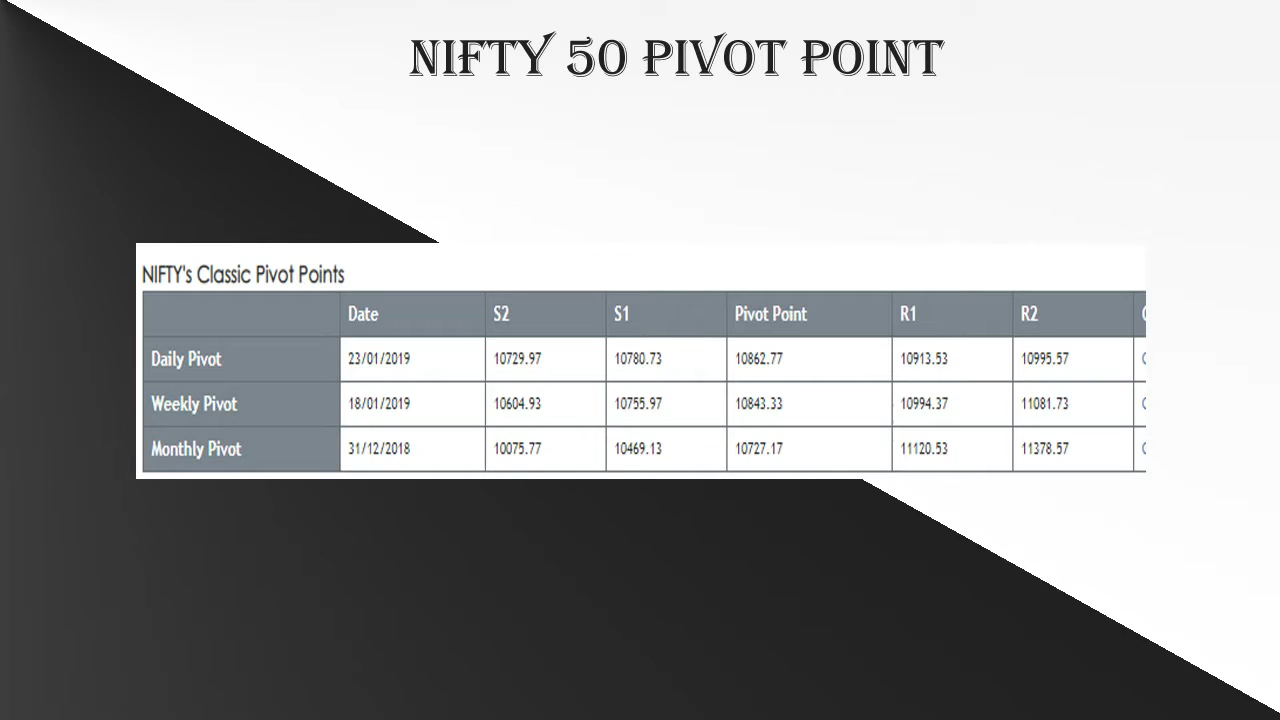 NIFTY 50 PIVOT POINT
NIFTY's Classic Pivot Points
Date S2 S1 Pivot Point R1 R2
Daily Pivot 23/01/2019 10729.97 10780.73 10862.77 10913.53 10995.57
Weekly Pivot 18/01/2019 10604.93 10755.97 10843.33 10994.37 11081.73
Monthly Pivot 31/12/2018 10075.77 10469.13 10727.17 11120.53 11378.57